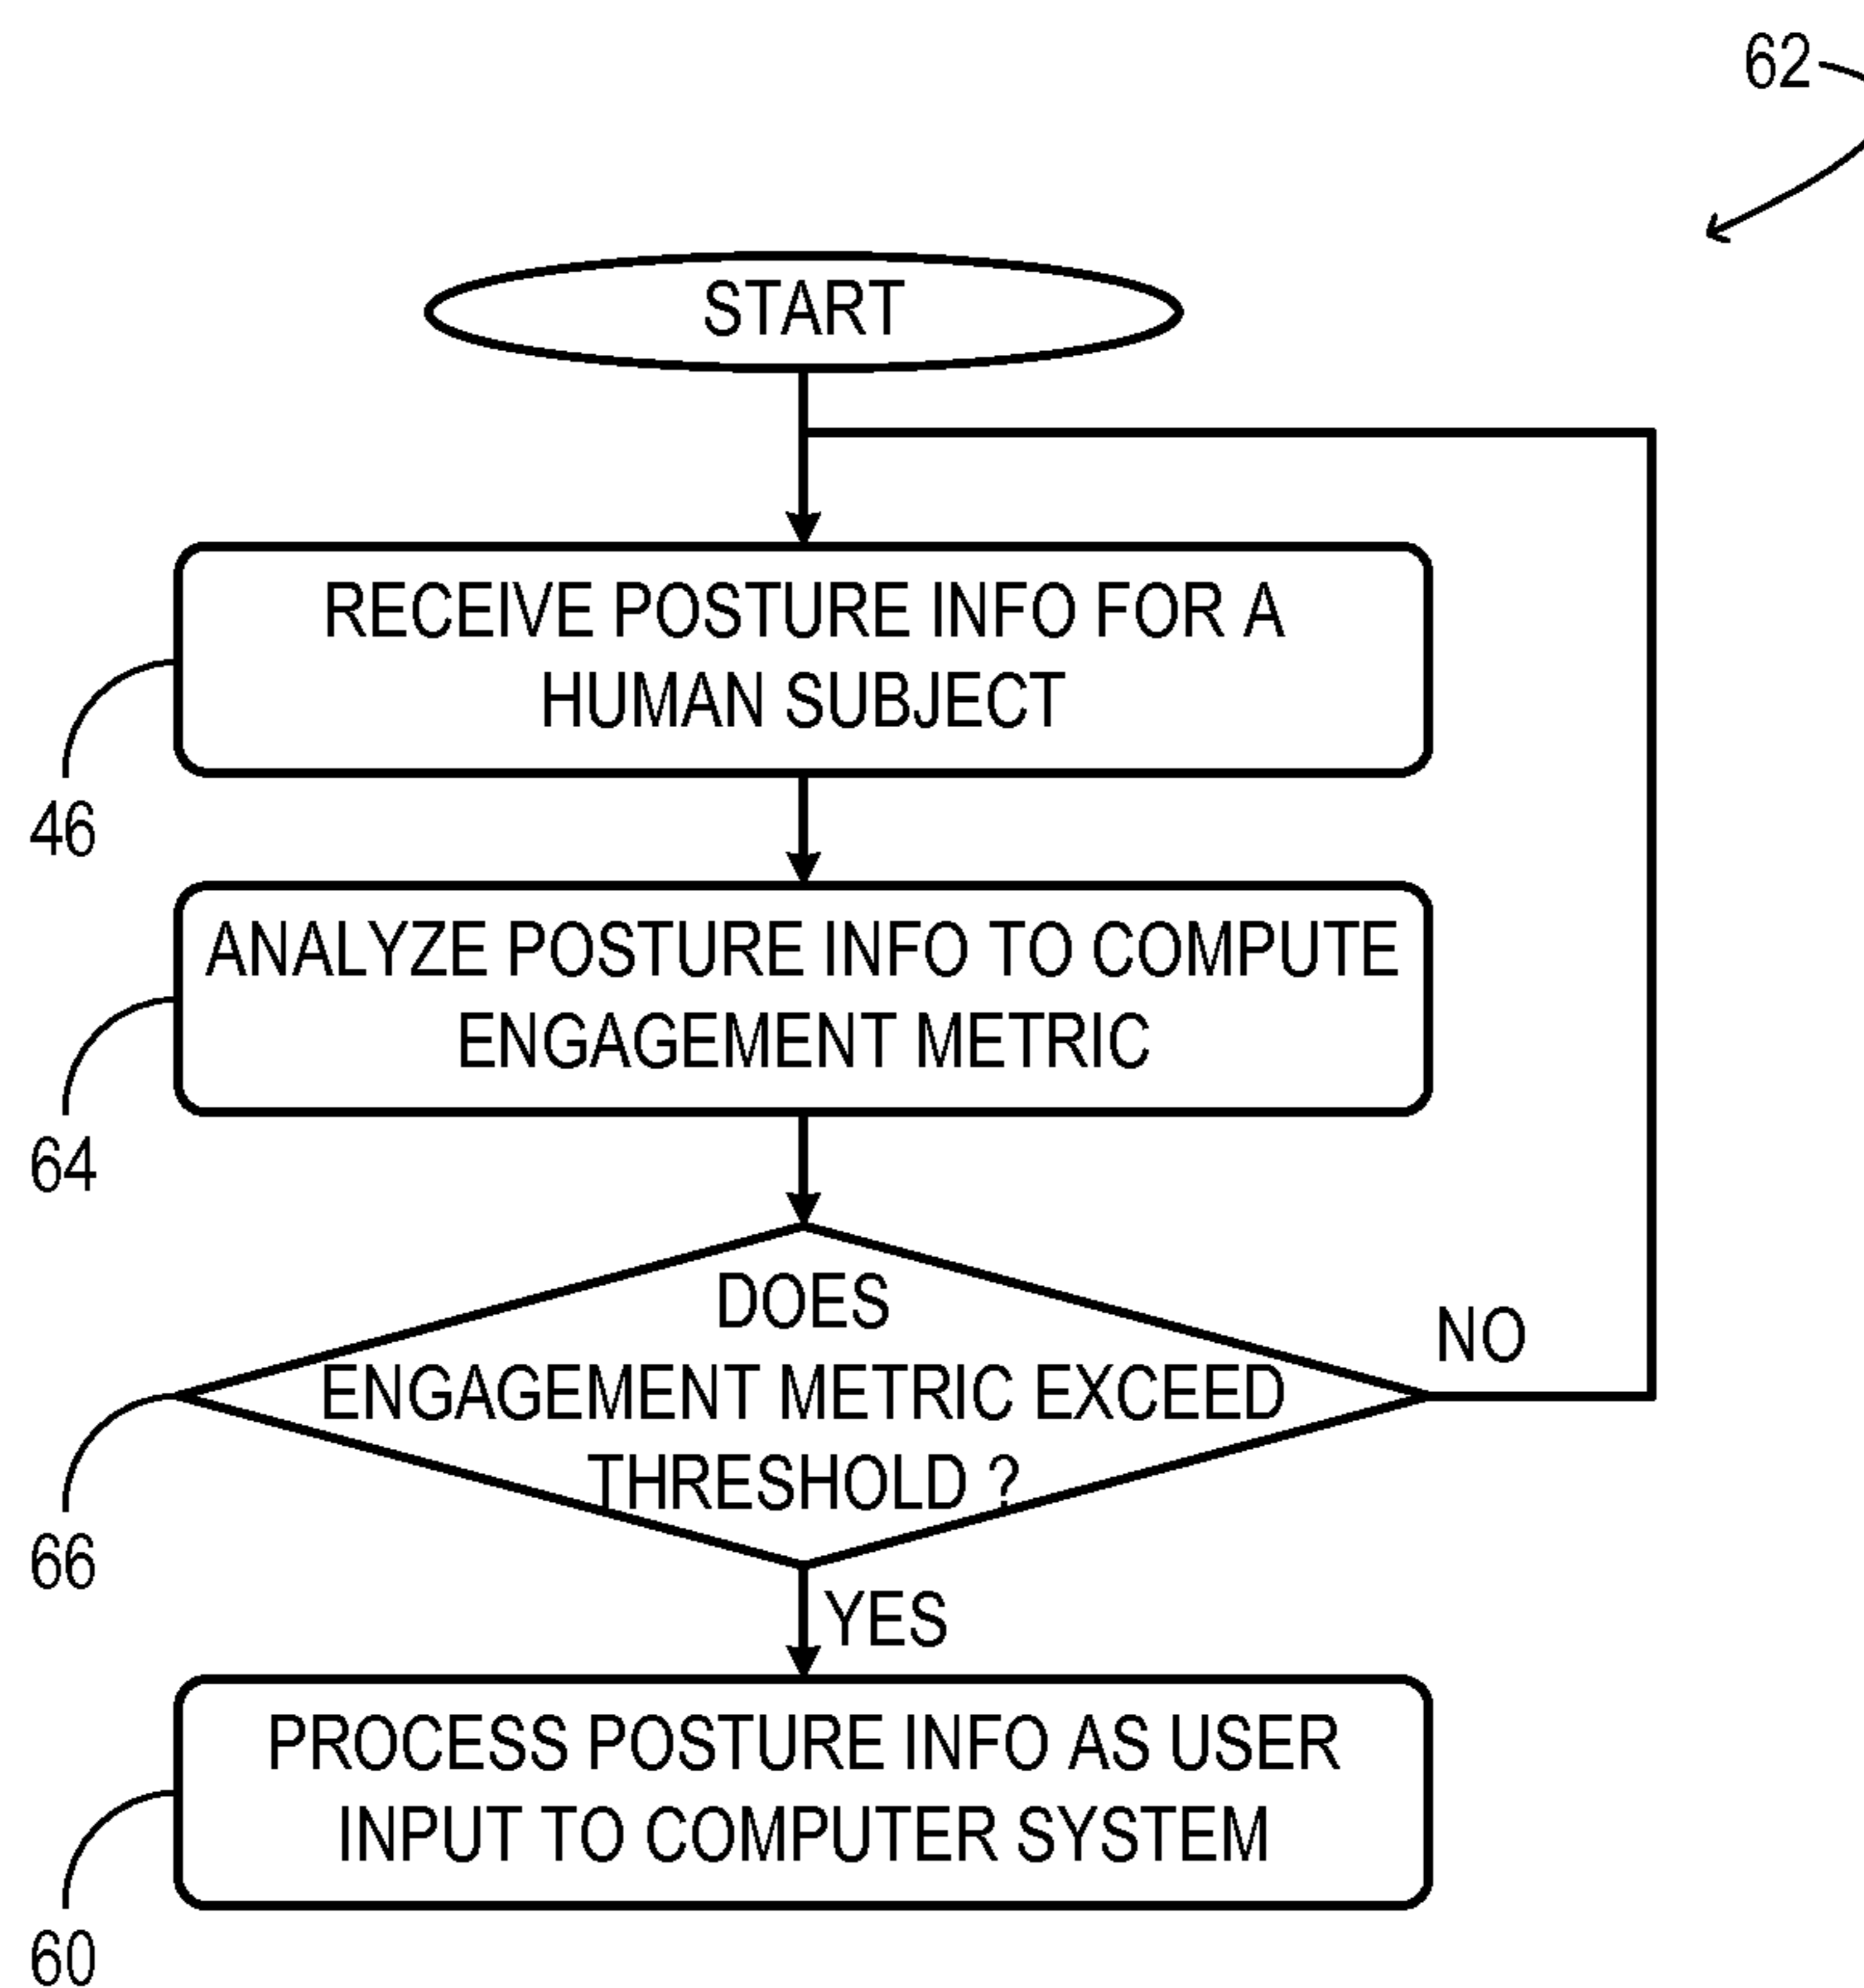 62
START
RECEIVE POSTURE INFO FOR A
HUMAN SUBJECT
46
ANALYZE POSTURE INFO TO COMPUTE
ENGAGEMENT METRIC
64
DOES
ENGAGEMENT METRIC EXCEED
THRESHOLD ?
NO
66
YES
PROCESS POSTURE INFO AS USER
INPUT TO COMPUTER SYSTEM
60